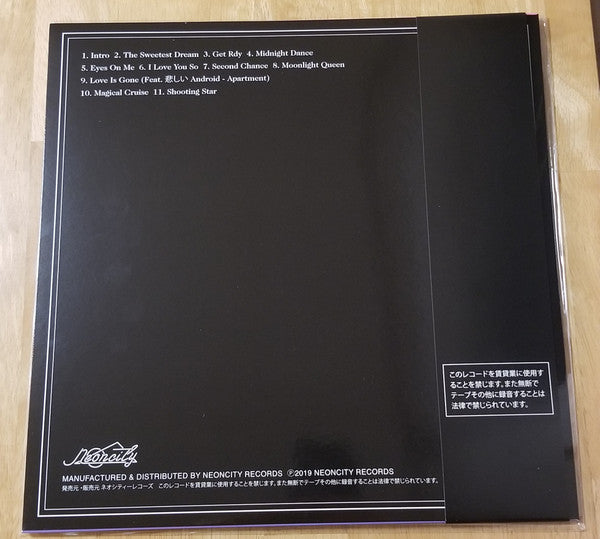 1. Intro 2. The Sweetest Dream 3. Get Rdy 4. Midnight Dance
5. Eyes On Me 6. I Love You So 7. Second Chance 8. Moonlight Queen
9. Love Is Gone (Feat. 悲しい Android - Apartment)
10. Magical Cruise 11. Shooting Star
このレコードを賃貸業に使用す
ることを禁じます。また無断で
テープその他に録音することは
法律で禁じられています。
Neoncity
MANUFACTURED & DISTRIBUTED BY NEONCITY RECORDS ℗2019 NEONCITY RECORDS
発売元・販売元 ネオシティーレコーズ このレコードを賃貸業に使用することを禁じます。また無断でテープその他に録音することは法律で禁じられています。